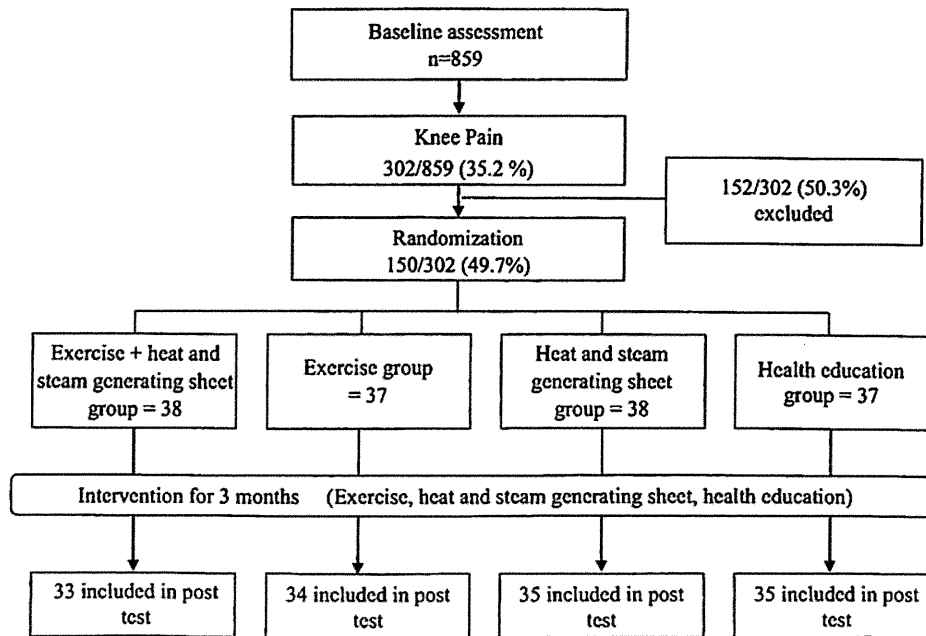 Baseline assessment
n=859
Knee Pain
302/859 (35.2 %)
152/302 (50.3%)
excluded
Randomization
150/302 (49.7%)
Exercise + heat and
steam generating sheet
group = 38
Exercise group
= 37
Heat and steam
generating sheet
group = 38
Health education
group = 37
Intervention for 3 months (Exercise, heat and steam generating sheet, health education)
33 included in post
test
34 included in post
test
35 included in post
test
35 included in post
test